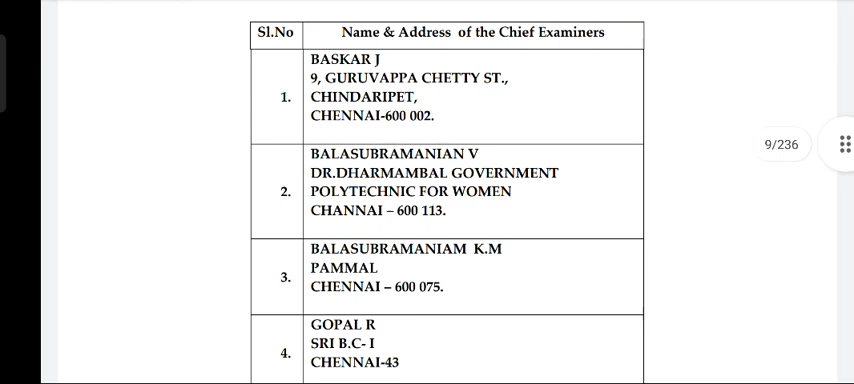 Sl.No Name & Address of the Chief Examiners
1. BASKAR J
9, GURUVAPPA CHETTY ST.,
CHINDARIPET,
CHENNAI-600 002.
2. BALASUBRAMANIAN V
DR.DHARMAMBAL GOVERNMENT
POLYTECHNIC FOR WOMEN
CHANNAI – 600 113.
3. BALASUBRAMANIAM K.M
PAMMAL
CHENNAI – 600 075.
4. GOPAL R
SRI B.C- I
CHENNAI-43
9/236